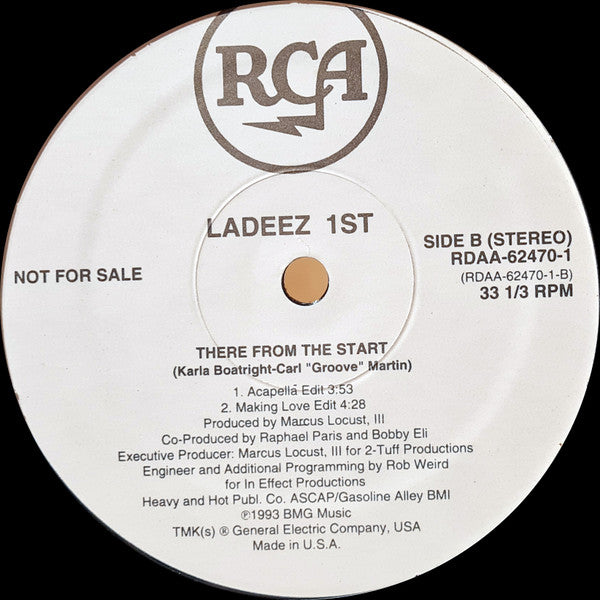 RCA
LADEEZ 1ST
NOT FOR SALE
SIDE B (STEREO)
RDAA-62470-1
(RDAA-62470-1-B)
33 1/3 RPM
THERE FROM THE START
(Karla Boatright-Carl "Groove" Martin)
1. Acapella Edit 3:53
2. Making Love Edit 4:28
Produced by Marcus Locust, III
Co-Produced by Raphael Paris and Bobby Eli
Executive Producer: Marcus Locust, III for 2-Tuff Productions
Engineer and Additional Programming by Rob Weird
for In Effect Productions
Heavy and Hot Publ. Co. ASCAP/Gasoline Alley BMI
℗1993 BMG Music
TMK(s) ® General Electric Company, USA
Made in U.S.A.